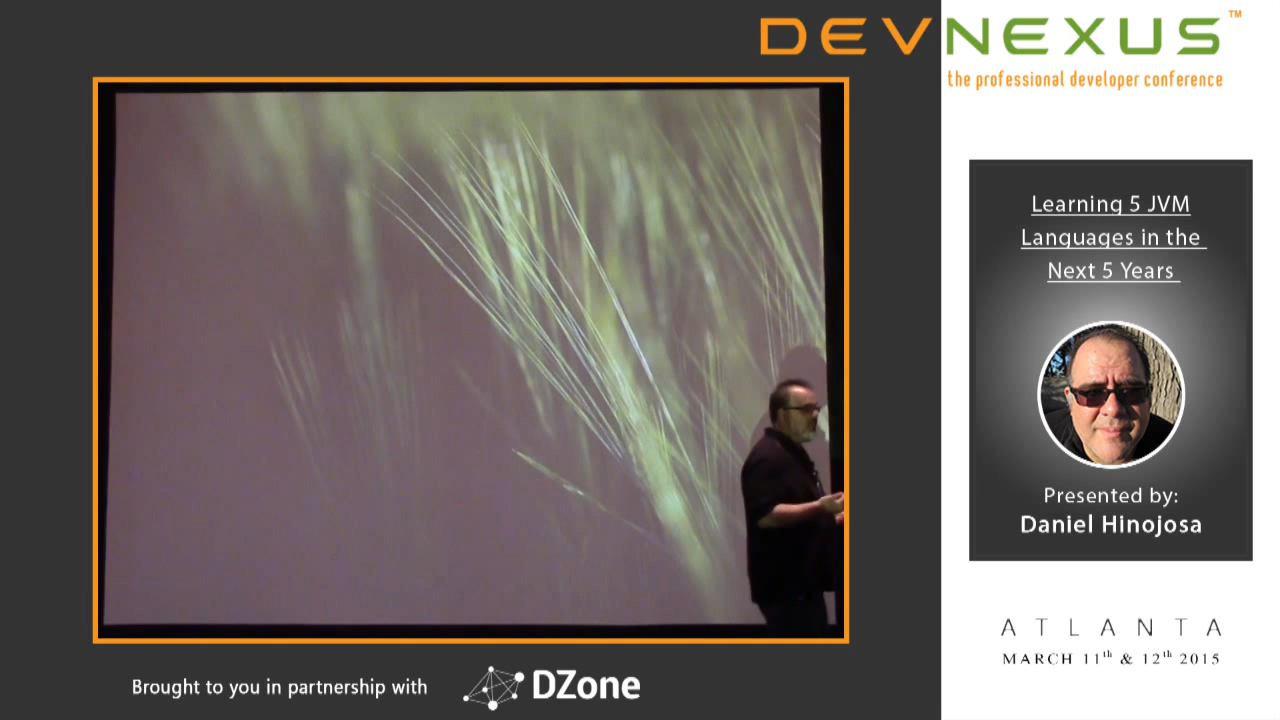 DEVNEXUS™
the professional developer conference
Learning 5 JVM
Languages in the
Next 5 Years
Presented by:
Daniel Hinojosa
ATLANTA
MARCH 11th & 12th 2015
Brought to you in partnership with
DZone